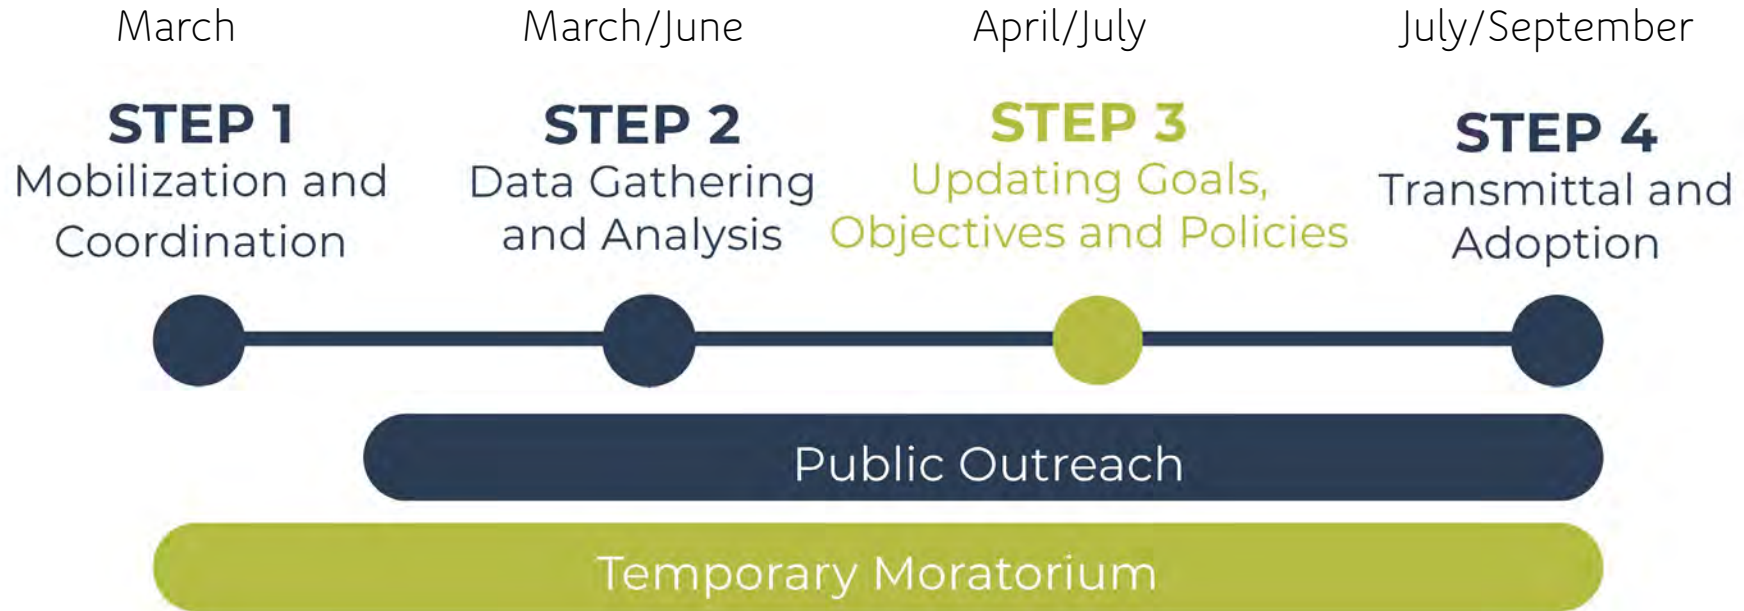 March
March/June
April/July
July/September
STEP 1
Mobilization and
Coordination
STEP 2
Data Gathering
and Analysis
STEP 3
Updating Goals,
Objectives and Policies
STEP 4
Transmittal and
Adoption
Public Outreach
Temporary Moratorium